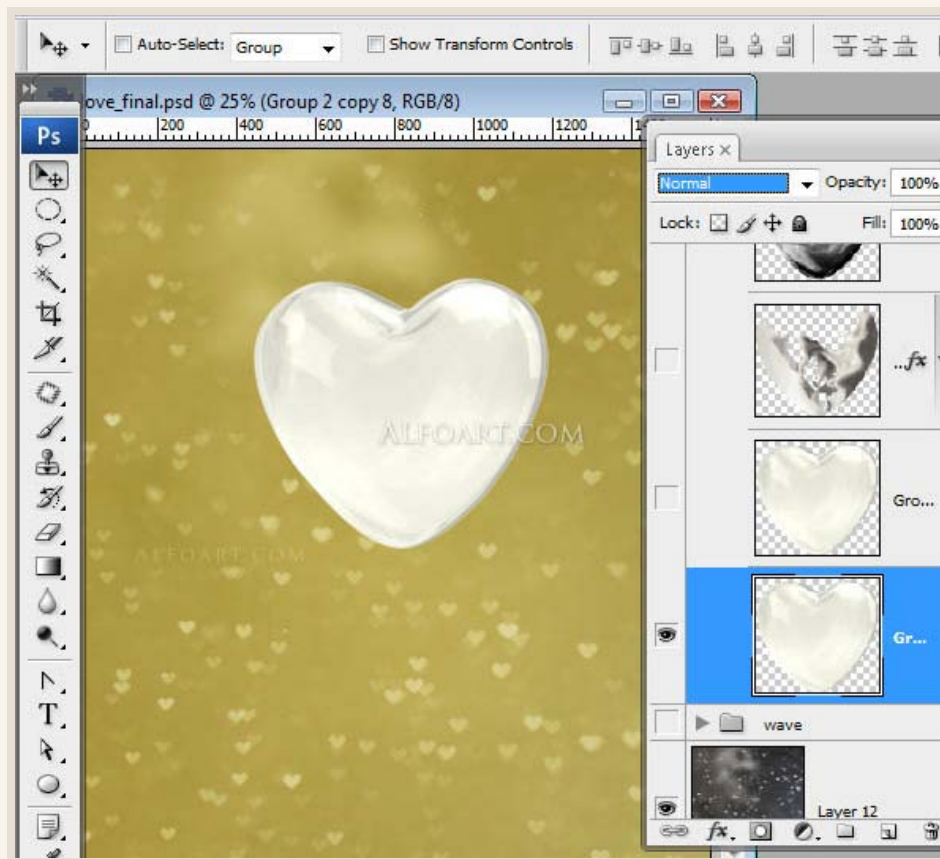 Auto-Select: Group Show Transform Controls
ove_final.psd @ 25% (Group 2 copy 8, RGB/8)
Ps
200 400 600 800 1000 1200
Layers ×
Normal Opacity: 100%
Lock: Fill: 100%
...fx
Gro...
ALFOART.COM
ALFOART.COM
Gr...
wave
Layer 12
fx.
T